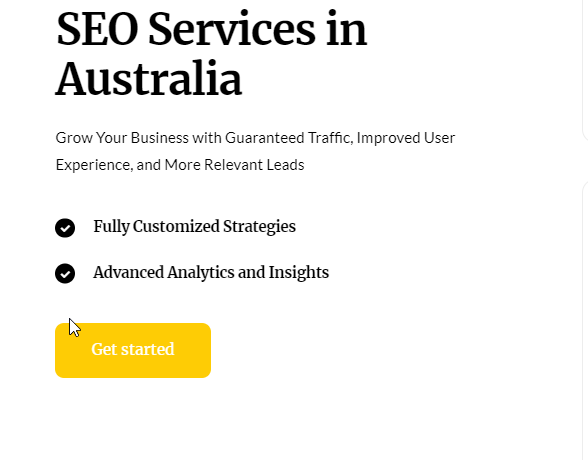 SEO Services in
Australia
Grow Your Business with Guaranteed Traffic, Improved User
Experience, and More Relevant Leads
Fully Customized Strategies
Advanced Analytics and Insights
Get started